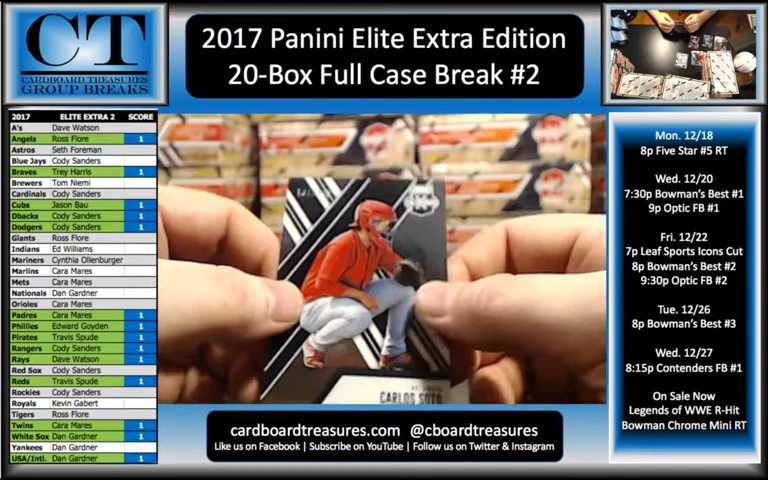 CT
CARDBOARD TREASURES
GROUP BREAKS
2017 Panini Elite Extra Edition
20-Box Full Case Break #2
2017 ELITE EXTRA 2 SCORE
A's Dave Watson
Angels Ross Flore 1
Astros Seth Foreman
Blue Jays Cody Sanders
Braves Trey Harris 1
Brewers Tom Niemi
Cardinals Cody Sanders
Cubs Jason Bau 1
Dbacks Cody Sanders 1
Dodgers Cody Sanders 1
Giants Ross Flore
Indians Ed Williams
Mariners Cynthia Ollenburger
Marlins Cara Mares
Mets Cara Mares
Nationals Dan Gardner
Orioles Cara Mares
Padres Cara Mares 1
Phillies Edward Goyden 1
Pirates Travis Spude 1
Rangers Cody Sanders 1
Rays Dave Watson 1
Red Sox Cody Sanders
Reds Travis Spude 1
Rockies Cody Sanders
Royals Kevin Gabert
Tigers Ross Flore
Twins Cara Mares 1
White Sox Dan Gardner 1
Yankees Dan Gardner
USA/Intl. Dan Gardner 1
CARLOS SOTO
cardboardtreasures.com @cboardtreasures
Like us on Facebook | Subscribe on YouTube | Follow us on Twitter & Instagram
Mon. 12/18
8p Five Star #5 RT
Wed. 12/20
7:30p Bowman's Best #1
9p Optic FB #1
Fri. 12/22
7p Leaf Sports Icons Cut
8p Bowman's Best #2
9:30p Optic FB #2
Tue. 12/26
8p Bowman's Best #3
Wed. 12/27
8:15p Contenders FB #1
On Sale Now
Legends of WWE R-Hit
Bowman Chrome Mini RT